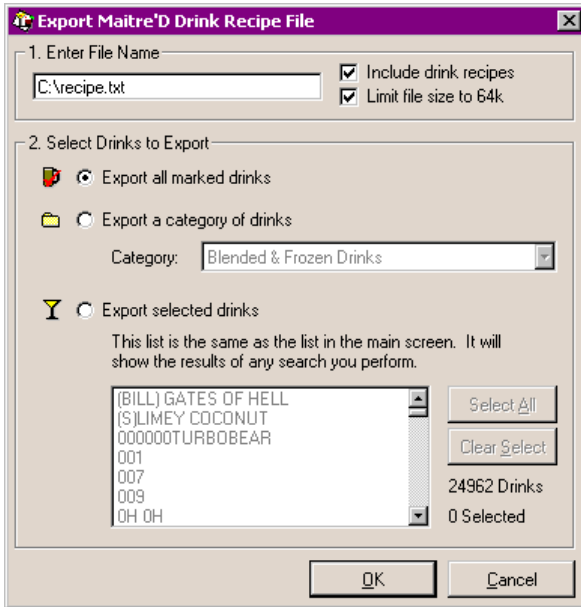 Export Maitre'D Drink Recipe File
1. Enter File Name
C:\recipe.txt
Include drink recipes
Limit file size to 64k
2. Select Drinks to Export
Export all marked drinks
Export a category of drinks
Category: Blended & Frozen Drinks
Export selected drinks
This list is the same as the list in the main screen. It will
show the results of any search you perform.
(BILL) GATES OF HELL
(S)LIMEY COCONUT
000000TURBOBEAR
001
007
009
0H 0H
Select All
Clear Select
24962 Drinks
0 Selected
OK
Cancel